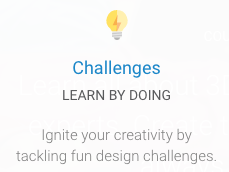 Challenges
LEARN BY DOING
Ignite your creativity by
tackling fun design challenges.